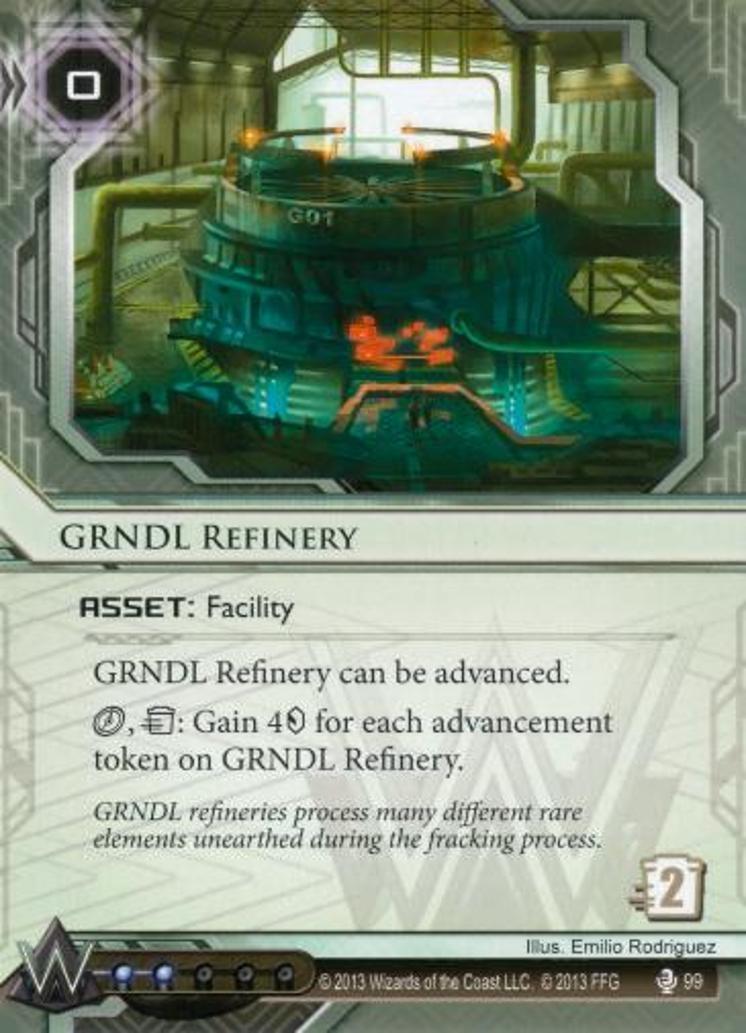 0
G01
GRNDL REFINERY
ASSET: Facility
GRNDL Refinery can be advanced.
, : Gain 4 for each advancement
token on GRNDL Refinery.
GRNDL refineries process many different rare
elements unearthed during the fracking process.
2
Illus. Emilio Rodriguez
W
© 2013 Wizards of the Coast LLC. © 2013 FFG 99